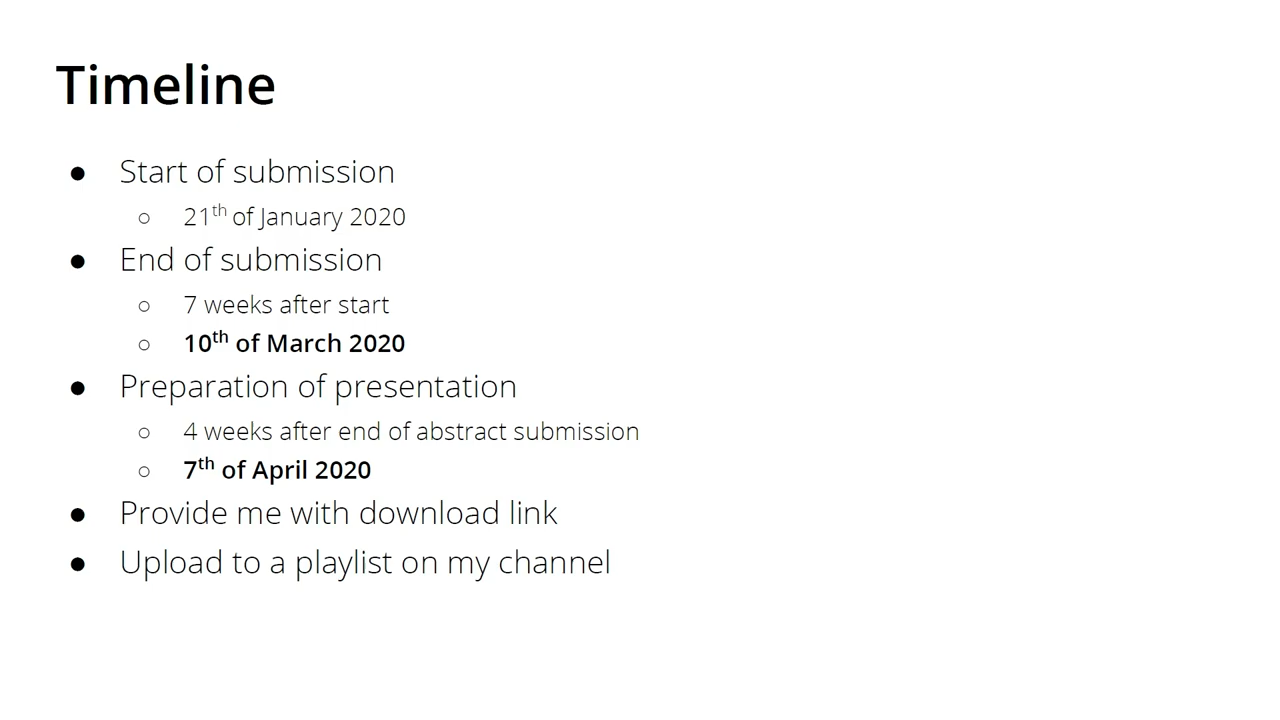 Timeline
● Start of submission
○ 21th of January 2020
● End of submission
○ 7 weeks after start
○ 10th of March 2020
● Preparation of presentation
○ 4 weeks after end of abstract submission
○ 7th of April 2020
● Provide me with download link
● Upload to a playlist on my channel